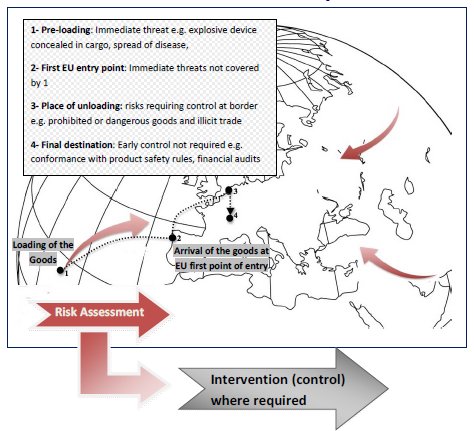 1- Pre-loading: Immediate threat e.g. explosive device
concealed in cargo, spread of disease,
2- First EU entry point: Immediate threats not covered
by 1
3- Place of unloading: risks requiring control at border
e.g. prohibited or dangerous goods and illicit trade
4- Final destination: Early control not required e.g.
conformance with product safety rules, financial audits
3
4
2
Loading of the
Goods
1
Arrival of the goods at
EU first point of entry
Risk Assessment
Intervention (control)
where required